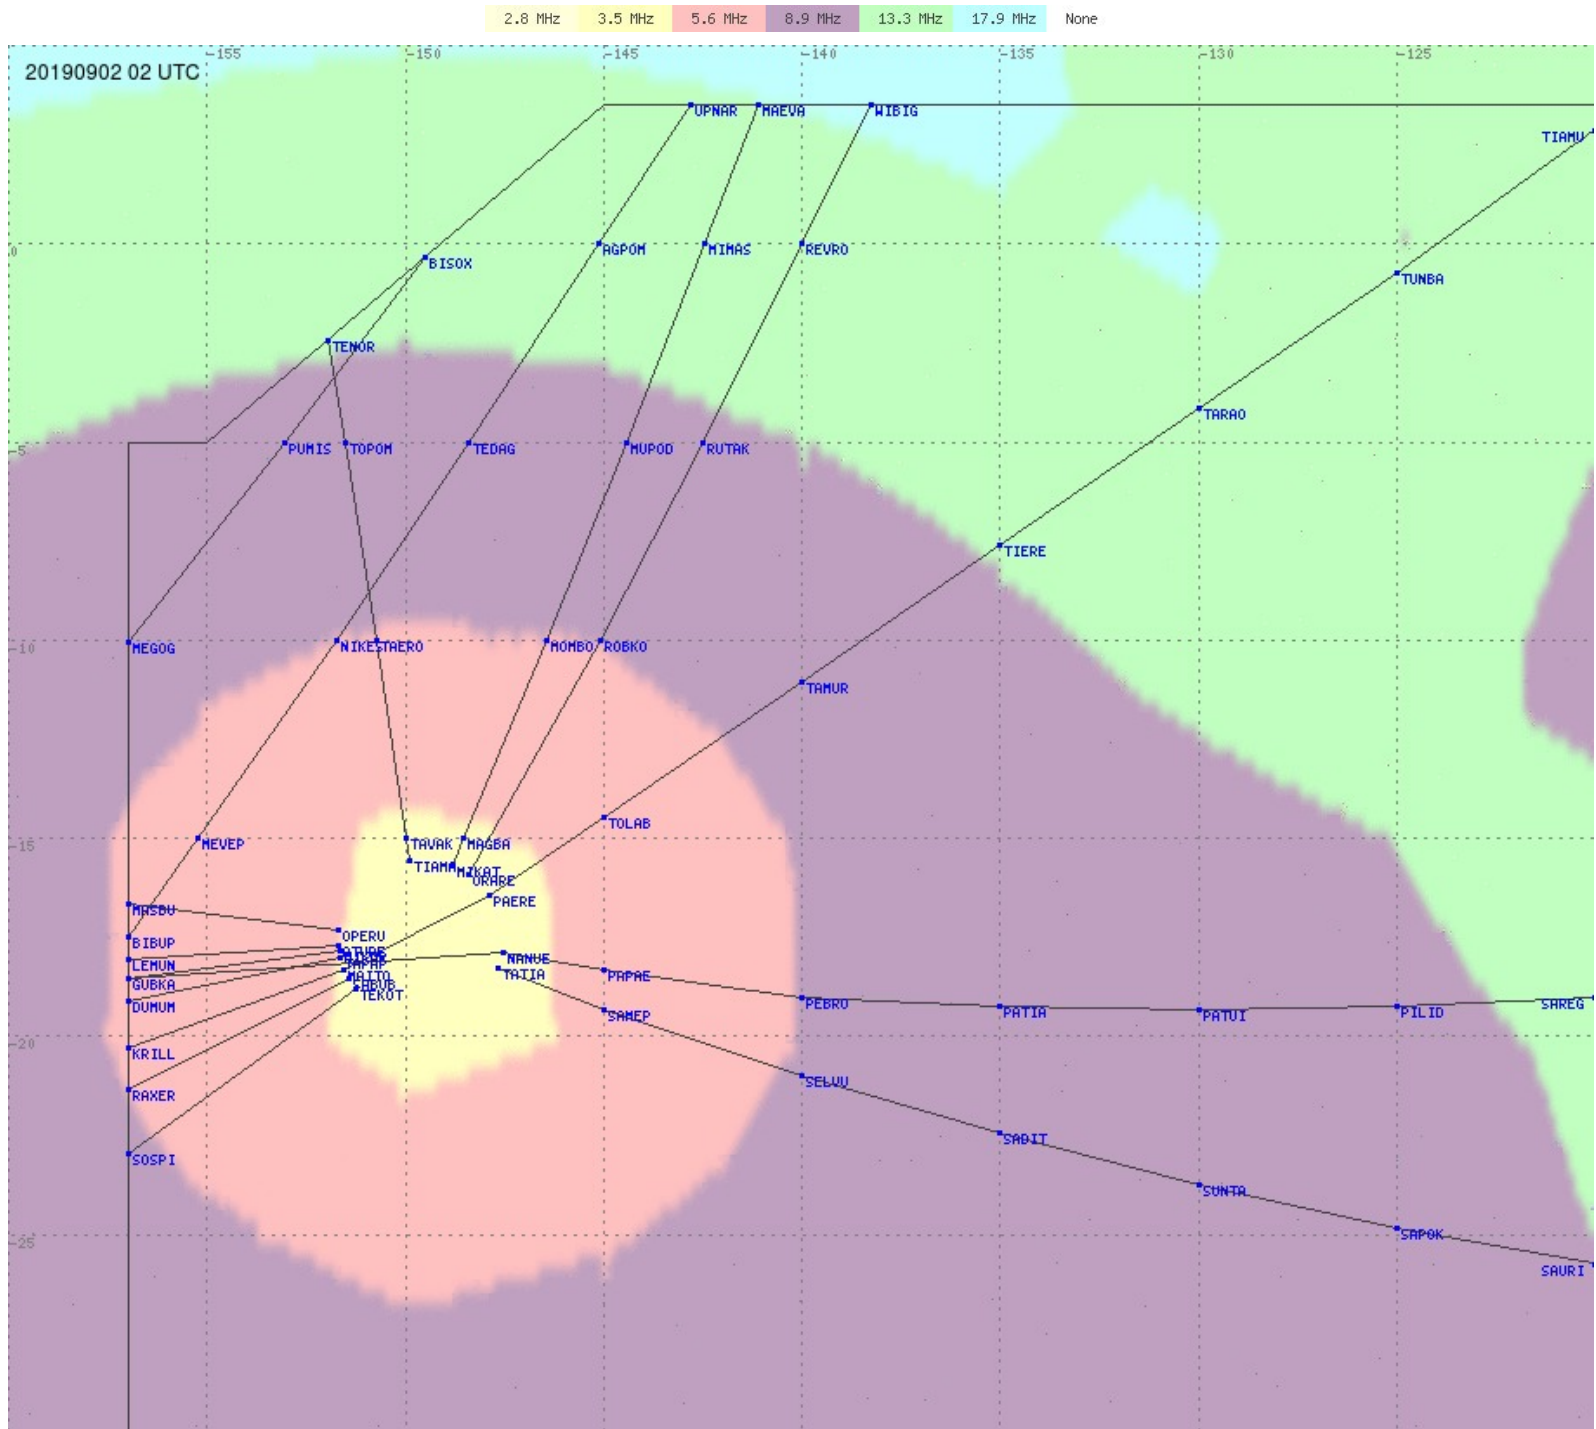 2.8 MHz 3.5 MHz 5.6 MHz 8.9 MHz 13.3 MHz 17.9 MHz None
-155 -150 -145 -140 -135 -130 -125
20190902 02 UTC
UPNAR MAEVA WIBIG
TIAMU
0 AGPOM MIMAS REVRO
BISOX
TUNBA
TENOR
TARAO
-5 PUMIS TOPOM TEDAG MUPOD RUTAK
TIERE
-10 MEGOG NIKESTAERO MOMBO ROBKO
TAMUR
TOLAB
-15 MEVEP TAVAK MAGBA
TIAMA MIKAT
ORARE
PAERE
MASBU
OPERU
BIBUP
NANUE
LEMUN
TATIA PAPAE
GUBKA
MAITO
TEKOT
DUMUM
PEBRO SAREG
PATIA PILID
SAMEP PATUI
-20
KRILL
SELVU
RAXER
SADIT
SOSPI
SUNTA
-25 SAPOK
SAURI